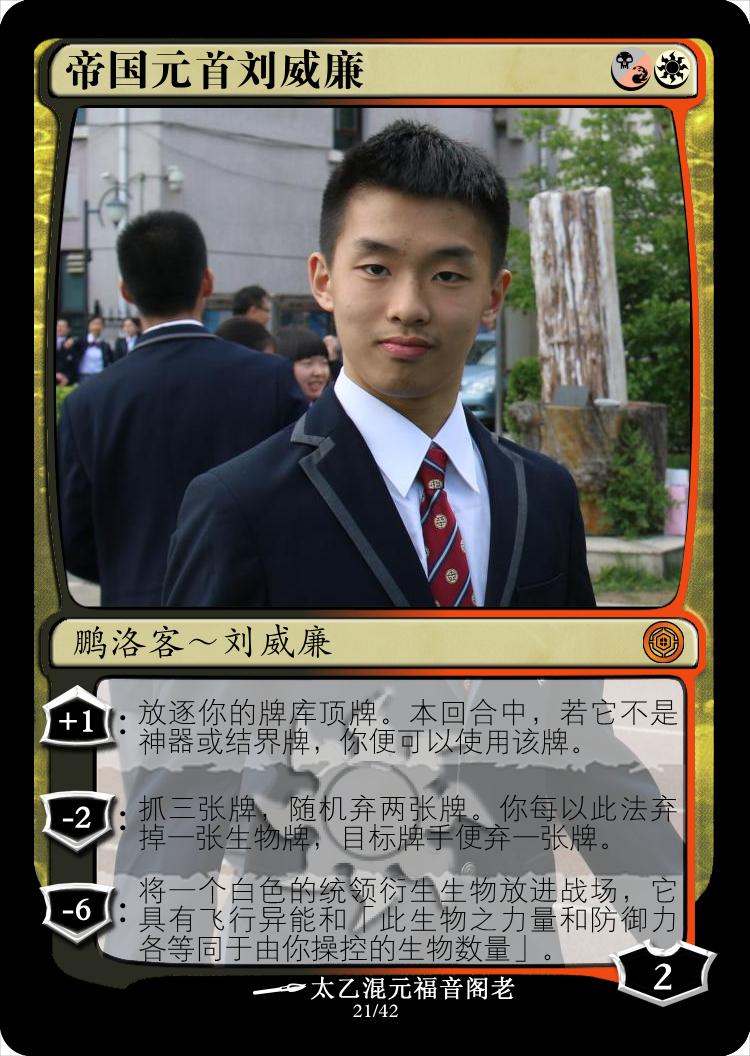 帝国元首刘威廉
鹏洛客～刘威廉
+1：放逐你的牌库顶牌。本回合中，若它不是
神器或结界牌，你便可以使用该牌。
-2：抓三张牌，随机弃两张牌。你每以此法弃
掉一张生物牌，目标牌手便弃一张牌。
-6：将一个白色的统领衍生生物放进战场，它
具有飞行异能和「此生物之力量和防御力
各等同于由你操控的生物数量」。
2
太乙混元福音阁老
21/42